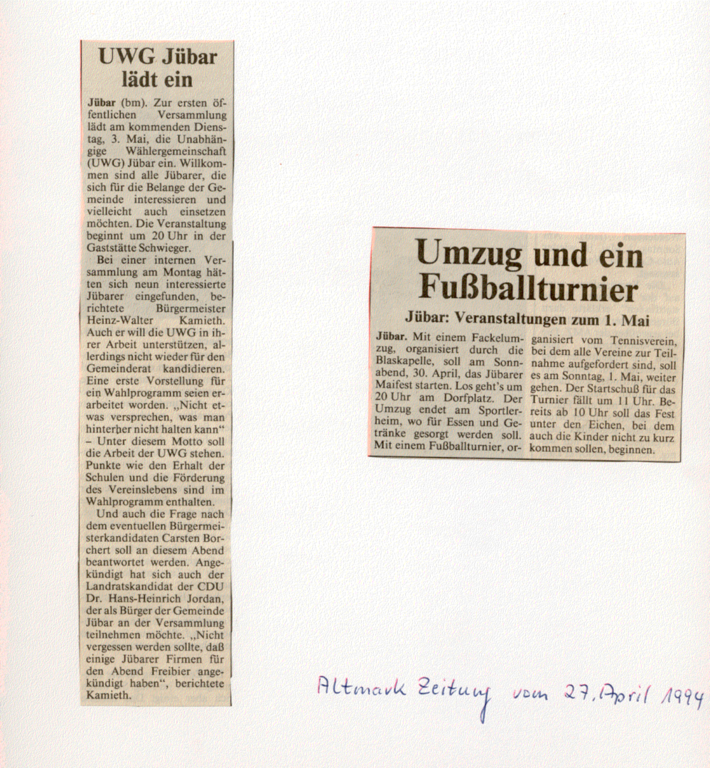 UWG Jübar
lädt ein
Jübar (bm). Zur ersten öf-
fentlichen Versammlung
lädt am kommenden Diens-
tag, 3. Mai, die Unabhän-
gige Wählergemeinschaft
(UWG) Jübar ein. Willkom-
men sind alle Jübarer, die
sich für die Belange der Ge-
meinde interessieren und
vielleicht auch einsetzen
möchten. Die Veranstaltung
beginnt um 20 Uhr in der
Gaststätte Schwieger.
Bei einer internen Ver-
sammlung am Montag hät-
ten sich neun interessierte
Jübarer eingefunden, be-
richtete Bürgermeister
Heinz-Walter Kamieth.
Auch er will die UWG in ih-
rer Arbeit unterstützen, al-
lerdings nicht wieder für den
Gemeinderat kandidieren.
Eine erste Vorstellung für
ein Wahlprogramm seien er-
arbeitet worden. „Nicht et-
was versprechen, was man
hinterher nicht halten kann“
– Unter diesem Motto soll
die Arbeit der UWG stehen.
Punkte wie den Erhalt der
Schulen und die Förderung
des Vereinslebens sind im
Wahlprogramm enthalten.
Und auch die Frage nach
dem eventuellen Bürgermei-
sterkandidaten Carsten Bor-
chert soll an diesem Abend
beantwortet werden. Ange-
kündigt hat sich auch der
Landratskandidat der CDU
Dr. Hans-Heinrich Jordan,
der als Bürger der Gemeinde
Jübar an der Versammlung
teilnehmen möchte. „Nicht
vergessen werden sollte, daß
einige Jübarer Firmen für
den Abend Freibier ange-
kündigt haben“, berichtete
Kamieth.
Umzug und ein
Fußballturnier
Jübar: Veranstaltungen zum 1. Mai
Jübar. Mit einem Fackelum-
zug, organisiert durch die
Blaskapelle, soll am Sonn-
abend, 30. April, das Jübarer
Maifest starten. Los geht's um
20 Uhr am Dorfplatz. Der
Umzug endet am Sportler-
heim, wo für Essen und Ge-
tränke gesorgt werden soll.
Mit einem Fußballturnier, or-
ganisiert vom Tennisverein,
bei dem alle Vereine zur Teil-
nahme aufgefordert sind, soll
es am Sonntag, 1. Mai, weiter
gehen. Der Startschuß für das
Turnier fällt um 11 Uhr. Be-
reits ab 10 Uhr soll das Fest
unter den Eichen, bei dem
auch die Kinder nicht zu kurz
kommen sollen, beginnen.
Altmark Zeitung vom 27. April 1994